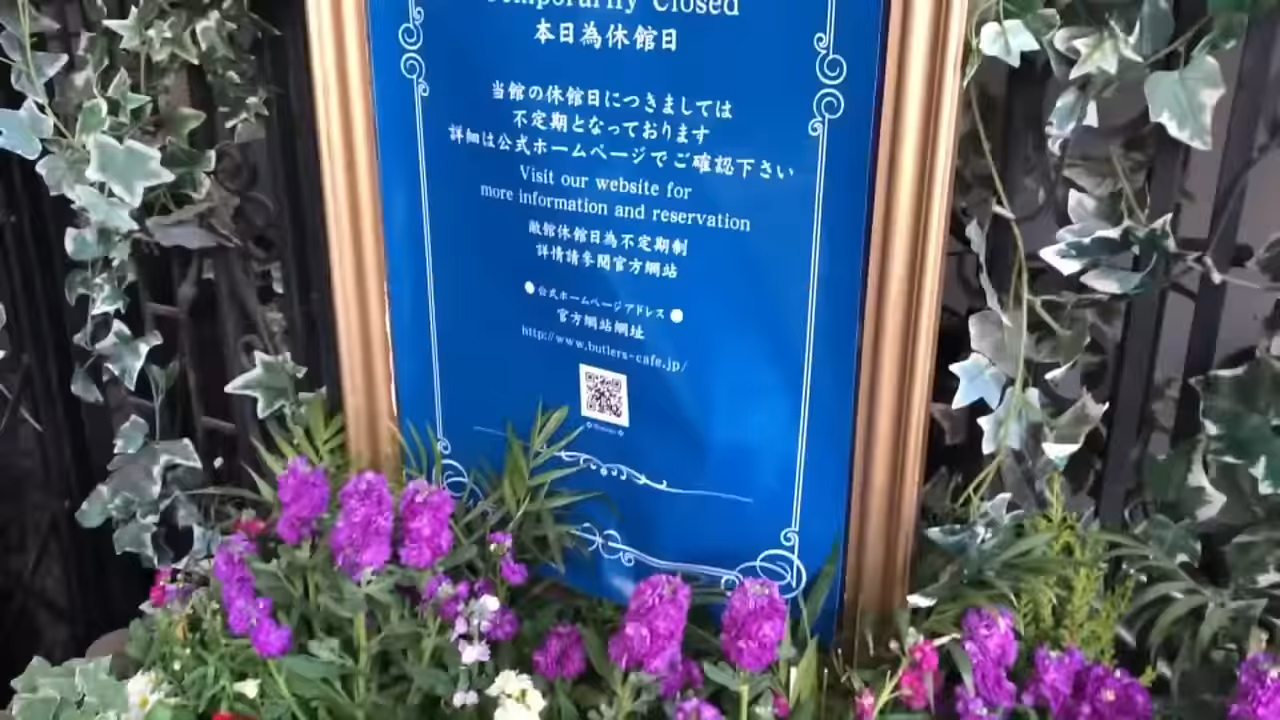 Temporarily Closed
本日為休館日
当館の休館日につきましては
不定期となっております
詳細は公式ホームページでご確認下さい
Visit our website for
more information and reservation
敝館休館日為不定期制
詳情請參閱官方網站
●公式ホームページアドレス●
官方網站網址
http://www.butlers-cafe.jp/